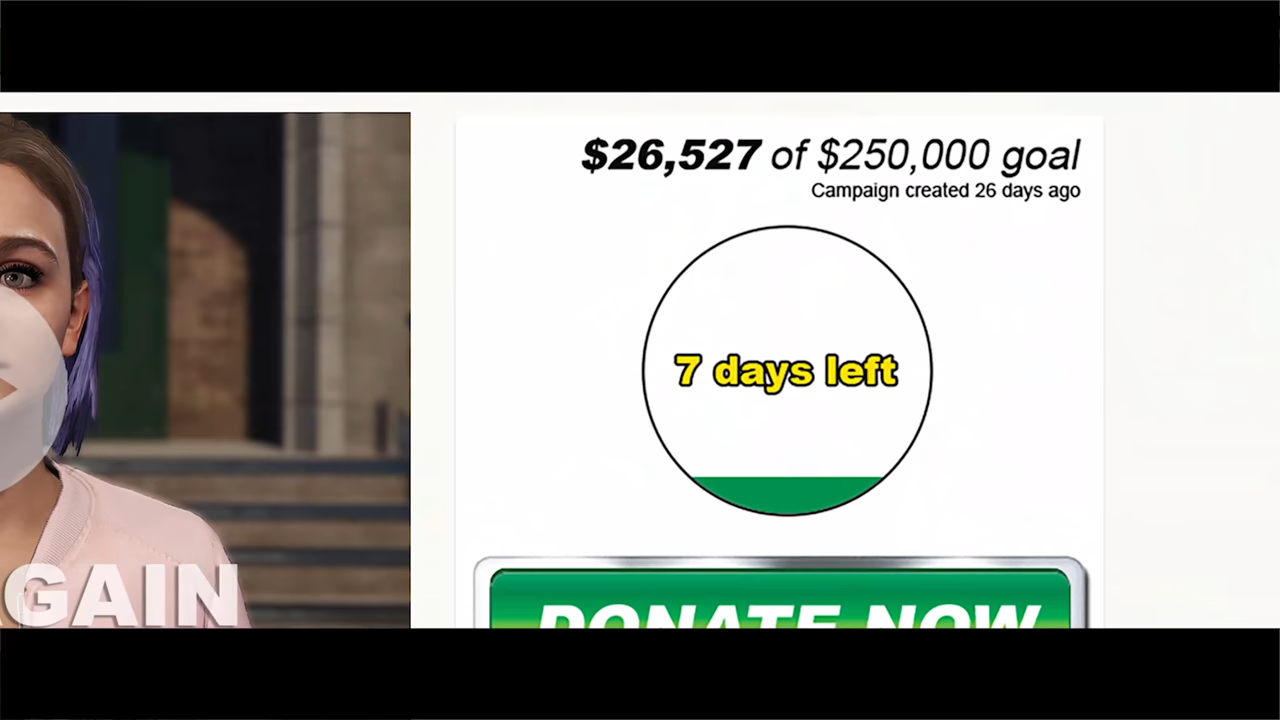 $26,527 of $250,000 goal
Campaign created 26 days ago
7 days left
GAIN
DONATE NOW